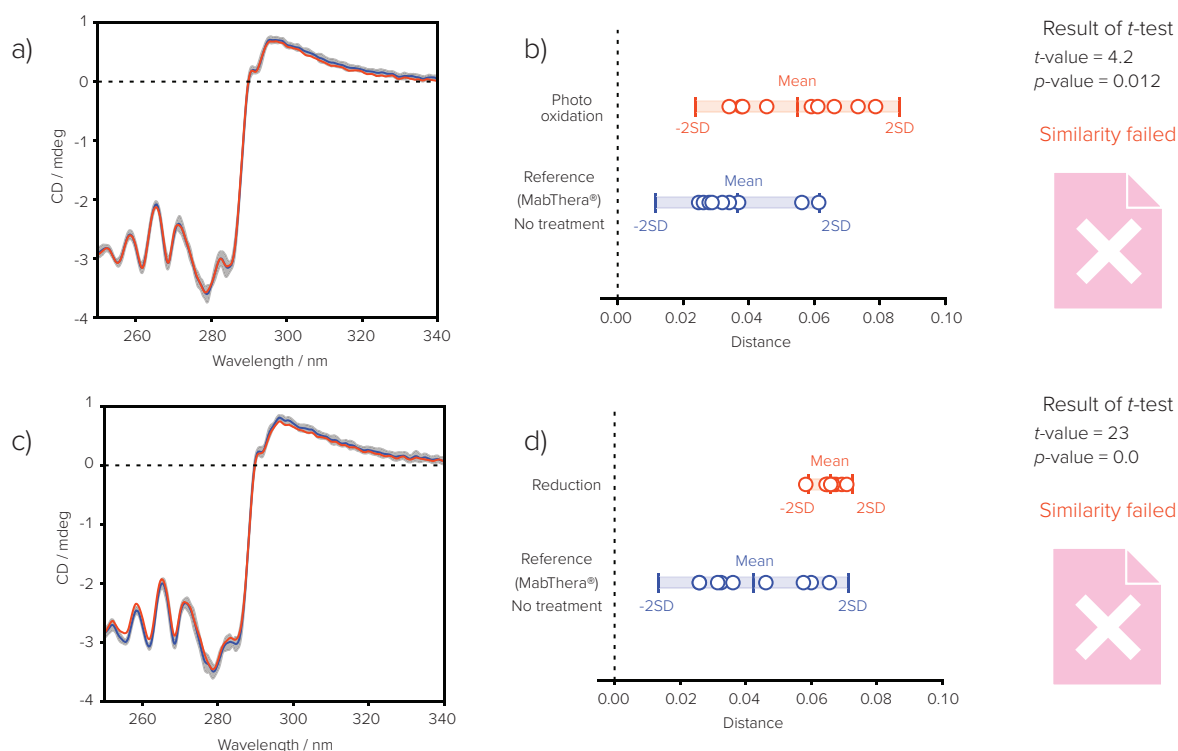 a)
1
0
-1
-2
-3
-4
CD / mdeg
260
280
300
320
340
Wavelength / nm
b)
Photo
oxidation
Mean
-2SD
2SD
Reference
(MabThera®)
No treatment
Mean
-2SD
2SD
0.00
0.02
0.04
0.06
0.08
0.10
Distance
Result of t-test
t-value = 4.2
p-value = 0.012
Similarity failed
c)
1
0
-1
-2
-3
-4
CD / mdeg
260
280
300
320
340
Wavelength / nm
d)
Reduction
Mean
-2SD
2SD
Reference
(MabThera®)
No treatment
Mean
-2SD
2SD
0.00
0.02
0.04
0.06
0.08
0.10
Distance
Result of t-test
t-value = 23
p-value = 0.0
Similarity failed